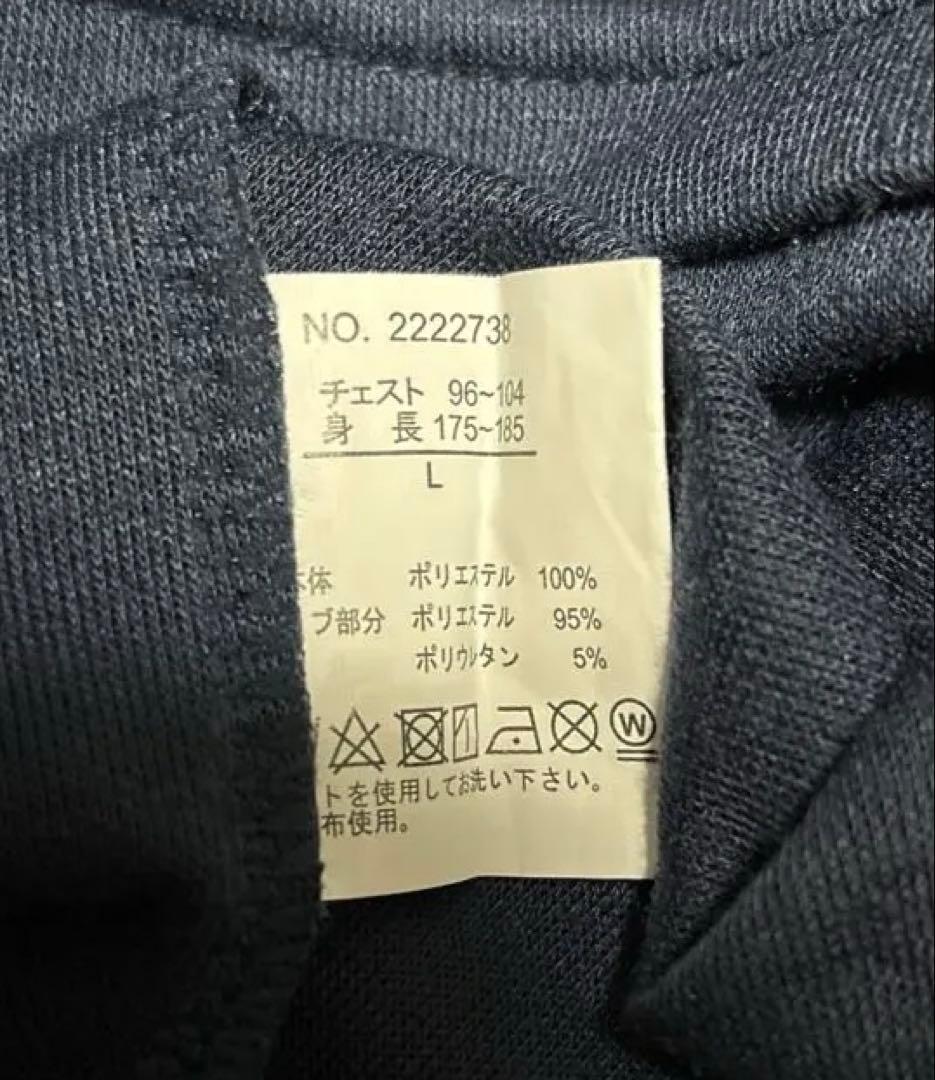 NO. 2222738
チェスト 96~104
身 長 175~185
L
体 ポリエステル 100%
ブ部分 ポリエステル 95%
ポリウレタン 5%
W
トを使用してお洗い下さい。
布使用。